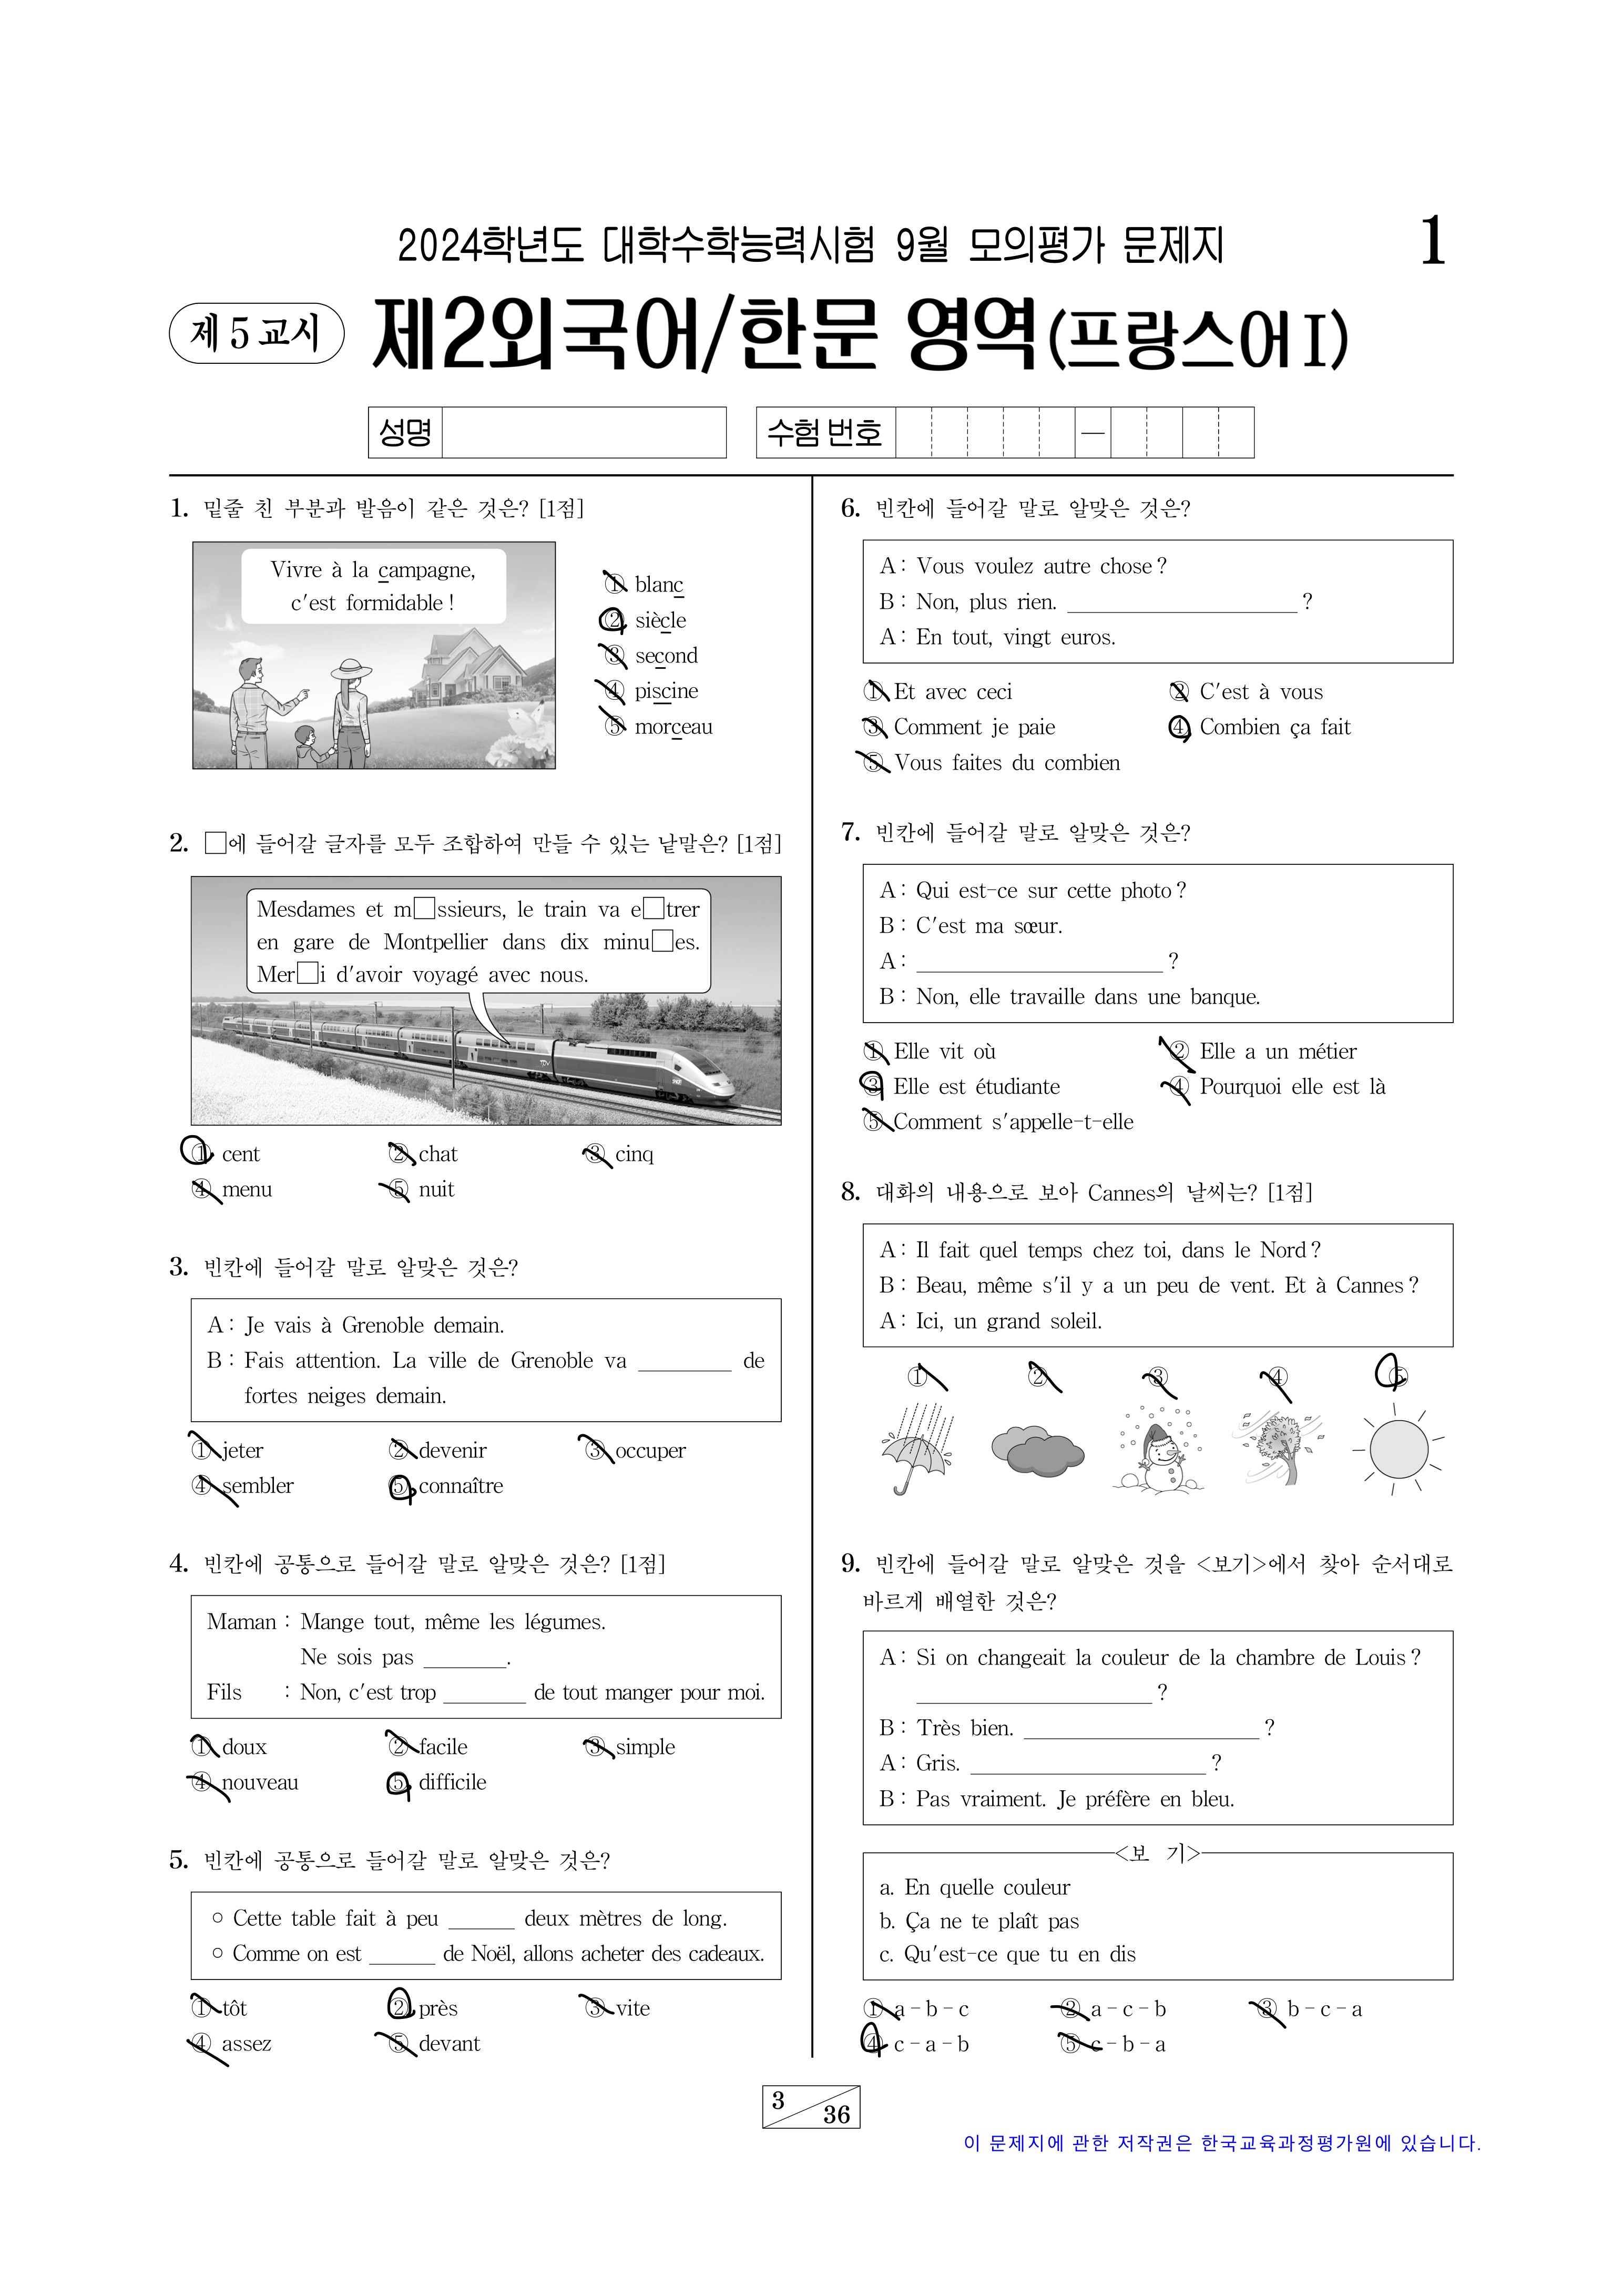 2024학년도 대학수학능력시험 9월 모의평가 문제지
1
제 5 교시
제2외국어/한문 영역(프랑스어Ⅰ)
성명
수험 번호
—
1. 밑줄 친 부분과 발음이 같은 것은? [1점]
Vivre à la campagne,
c'est formidable !
① blanc
② siècle
③ second
④ piscine
⑤ morceau
2. □에 들어갈 글자를 모두 조합하여 만들 수 있는 낱말은? [1점]
Mesdames et m□ssieurs, le train va e□trer
en gare de Montpellier dans dix minu□es.
Mer□i d'avoir voyagé avec nous.
① cent ② chat ③ cinq
④ menu ⑤ nuit
3. 빈칸에 들어갈 말로 알맞은 것은?
A : Je vais à Grenoble demain.
B : Fais attention. La ville de Grenoble va ________ de
fortes neiges demain.
① jeter ② devenir ③ occuper
④ sembler ⑤ connaître
4. 빈칸에 공통으로 들어갈 말로 알맞은 것은? [1점]
Maman : Mange tout, même les légumes.
Ne sois pas _______.
Fils : Non, c'est trop _______ de tout manger pour moi.
① doux ② facile ③ simple
④ nouveau ⑤ difficile
5. 빈칸에 공통으로 들어갈 말로 알맞은 것은?
○ Cette table fait à peu ______ deux mètres de long.
○ Comme on est ______ de Noël, allons acheter des cadeaux.
① tôt ② près ③ vite
④ assez ⑤ devant
6. 빈칸에 들어갈 말로 알맞은 것은?
A : Vous voulez autre chose ?
B : Non, plus rien. ____________________ ?
A : En tout, vingt euros.
① Et avec ceci ② C'est à vous
③ Comment je paie ④ Combien ça fait
⑤ Vous faites du combien
7. 빈칸에 들어갈 말로 알맞은 것은?
A : Qui est-ce sur cette photo ?
B : C'est ma sœur.
A : ____________________ ?
B : Non, elle travaille dans une banque.
① Elle vit où ② Elle a un métier
③ Elle est étudiante ④ Pourquoi elle est là
⑤ Comment s'appelle-t-elle
8. 대화의 내용으로 보아 Cannes의 날씨는? [1점]
A : Il fait quel temps chez toi, dans le Nord ?
B : Beau, même s'il y a un peu de vent. Et à Cannes ?
A : Ici, un grand soleil.
① ② ③ ④ ⑤
9. 빈칸에 들어갈 말로 알맞은 것을 <보기>에서 찾아 순서대로
바르게 배열한 것은?
A : Si on changeait la couleur de la chambre de Louis ?
____________________ ?
B : Très bien. ____________________ ?
A : Gris. ____________________ ?
B : Pas vraiment. Je préfère en bleu.
<보 기>
a. En quelle couleur
b. Ça ne te plaît pas
c. Qu'est-ce que tu en dis
① a - b - c ② a - c - b ③ b - c - a
④ c - a - b ⑤ c - b - a
3
36
이 문제지에 관한 저작권은 한국교육과정평가원에 있습니다.